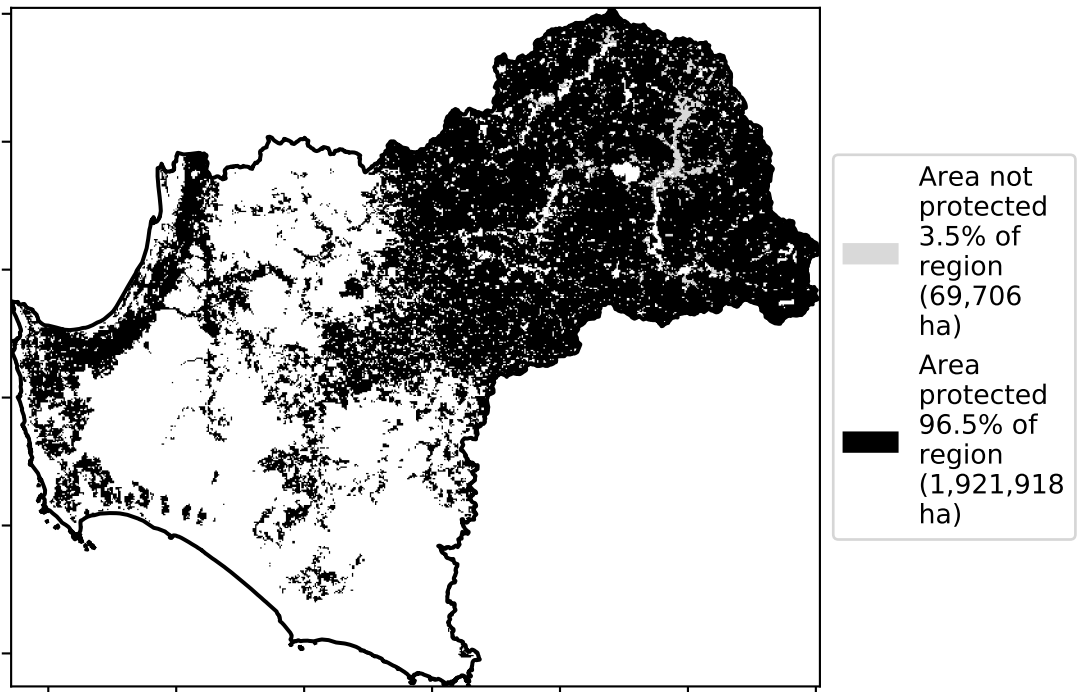 Area not
protected
3.5% of
region
(69,706
ha)
Area
protected
96.5% of
region
(1,921,918
ha)